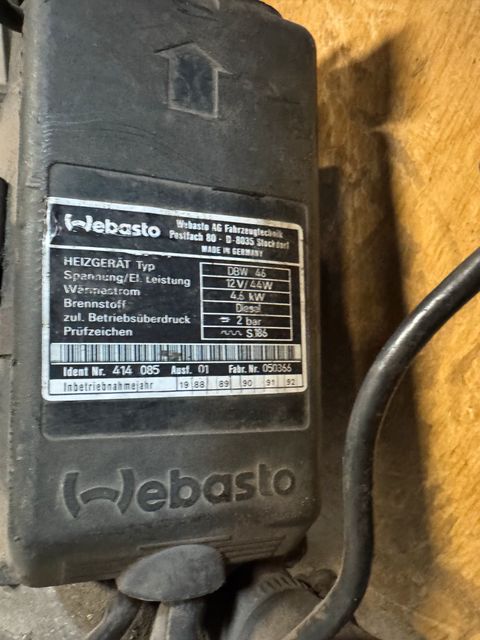 Webasto
Webasto AG Fahrzeugtechnik
Postfach 80 - D-8035 Stockdorf
MADE IN GERMANY
HEIZGERÄT Typ DBW 46
Spannung/El. Leistung 12V/44W
Wärmestrom 4,6 kW
Brennstoff Diesel
zul. Betriebsüberdruck 2 bar
Prüfzeichen S186
Ident Nr. 414 085 Ausf. 01 Fabr. Nr. 050366
Inbetriebnahmejahr 19 88 89 90 91 92
Webasto